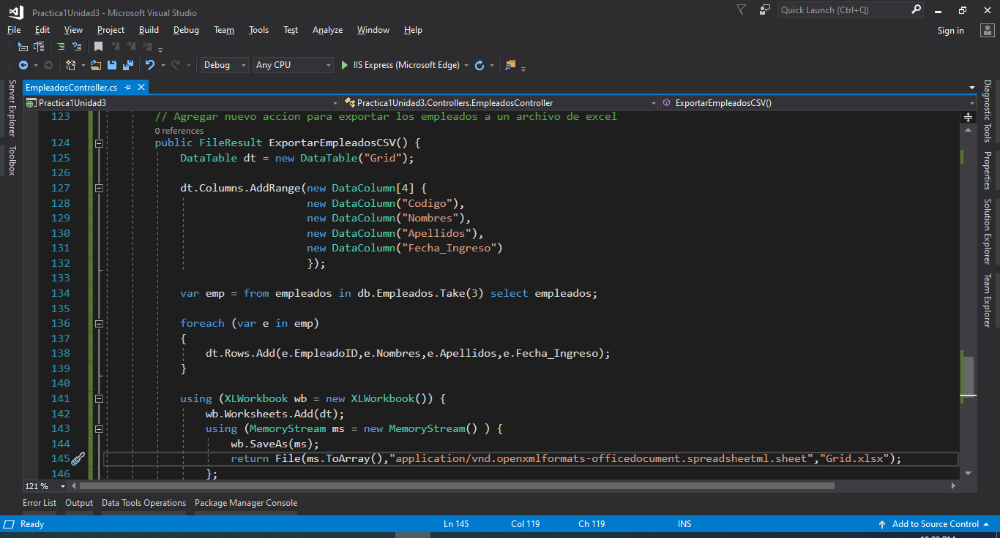 Practica1Unidad3 - Microsoft Visual Studio
Quick Launch (Ctrl+Q)
File Edit View Project Build Debug Team Tools Test Analyze Window Help
Sign in
Debug Any CPU IIS Express (Microsoft Edge)
Server Explorer
Toolbox
EmpleadosController.cs
Practica1Unidad3 Practica1Unidad3.Controllers.EmpleadosController ExportarEmpleadosCSV()
123 // Agregar nuevo accion para exportar los empleados a un archivo de excel
0 references
124 public FileResult ExportarEmpleadosCSV() {
125 DataTable dt = new DataTable("Grid");
126
127 dt.Columns.AddRange(new DataColumn[4] {
128 new DataColumn("Codigo"),
129 new DataColumn("Nombres"),
130 new DataColumn("Apellidos"),
131 new DataColumn("Fecha_Ingreso")
132 });
133
134 var emp = from empleados in db.Empleados.Take(3) select empleados;
135
136 foreach (var e in emp)
137 {
138 dt.Rows.Add(e.EmpleadoID,e.Nombres,e.Apellidos,e.Fecha_Ingreso);
139 }
140
141 using (XLWorkbook wb = new XLWorkbook()) {
142 wb.Worksheets.Add(dt);
143 using (MemoryStream ms = new MemoryStream() ) {
144 wb.SaveAs(ms);
145 return File(ms.ToArray(),"application/vnd.openxmlformats-officedocument.spreadsheetml.sheet","Grid.xlsx");
146 };
Diagnostic Tools
Properties
Solution Explorer
Team Explorer
121 %
Error List Output Data Tools Operations Package Manager Console
Ready Ln 145 Col 119 Ch 119 INS Add to Source Control